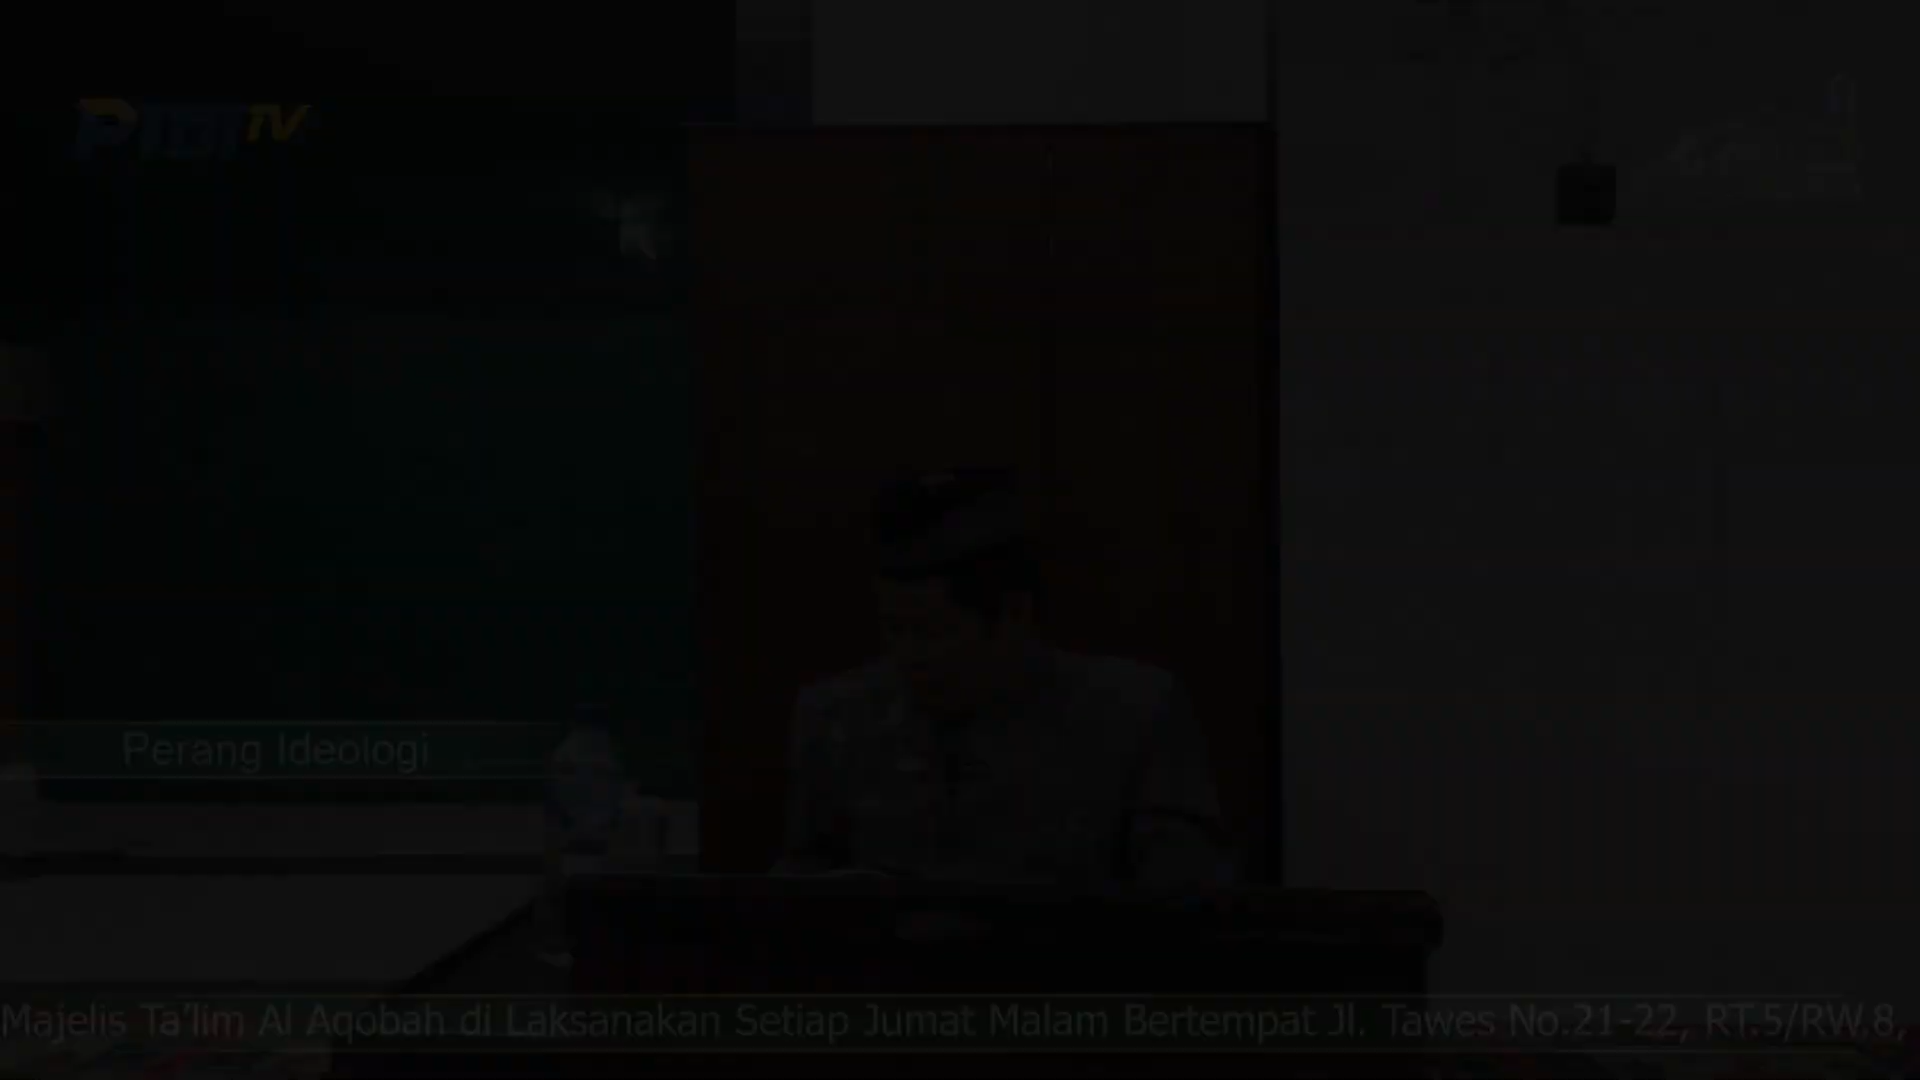 TV
Perang Ideologi
Majelis Ta'lim Al Aqobah di Laksanakan Setiap Jumat Malam Bertempat Jl. Tawes No.21-22, RT.5/RW.8,